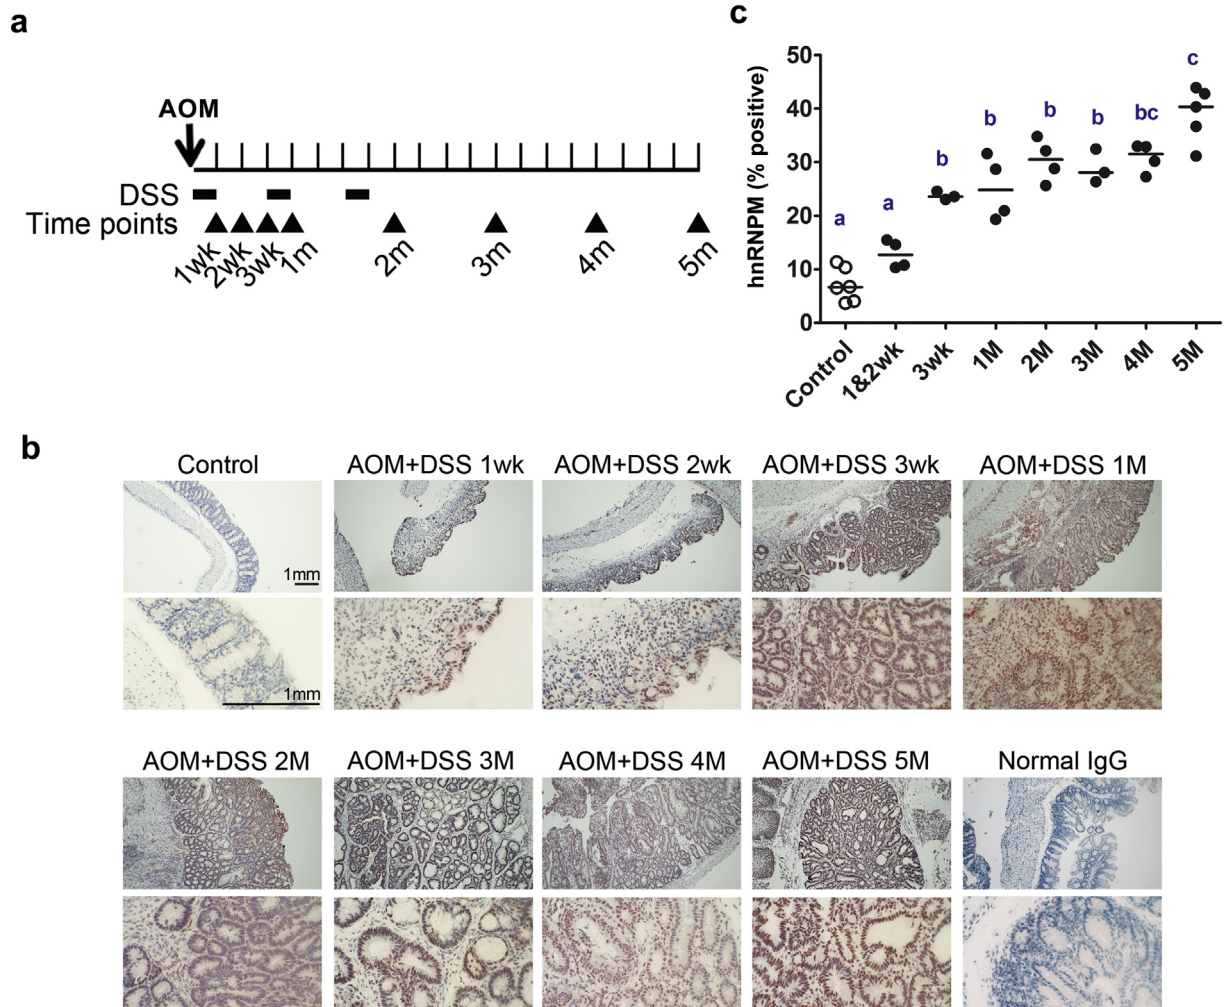 a
AOM
DSS
Time points
1wk 2wk 3wk 1m 2m 3m 4m 5m
c
hnRNPM (% positive)
50
40
30
20
10
0
a a b b b b bc c
Control 1&2wk 3wk 1M 2M 3M 4M 5M
b
Control AOM+DSS 1wk AOM+DSS 2wk AOM+DSS 3wk AOM+DSS 1M
1mm
1mm
AOM+DSS 2M AOM+DSS 3M AOM+DSS 4M AOM+DSS 5M Normal IgG